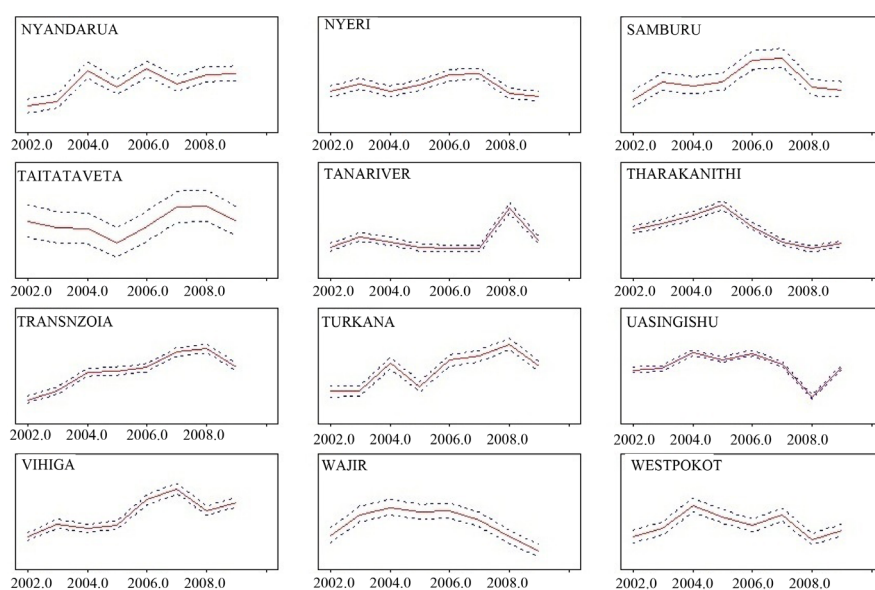 NYANDARUA NYERI SAMBURU
2002.0 2004.0 2006.0 2008.0 2002.0 2004.0 2006.0 2008.0 2002.0 2004.0 2006.0 2008.0
TAITATAVETA TANARIVER THARAKANITHI
2002.0 2004.0 2006.0 2008.0 2002.0 2004.0 2006.0 2008.0 2002.0 2004.0 2006.0 2008.0
TRANSNZOIA TURKANA UASINGISHU
2002.0 2004.0 2006.0 2008.0 2002.0 2004.0 2006.0 2008.0 2002.0 2004.0 2006.0 2008.0
VIHIGA WAJIR WESTPOKOT
2002.0 2004.0 2006.0 2008.0 2002.0 2004.0 2006.0 2008.0 2002.0 2004.0 2006.0 2008,0